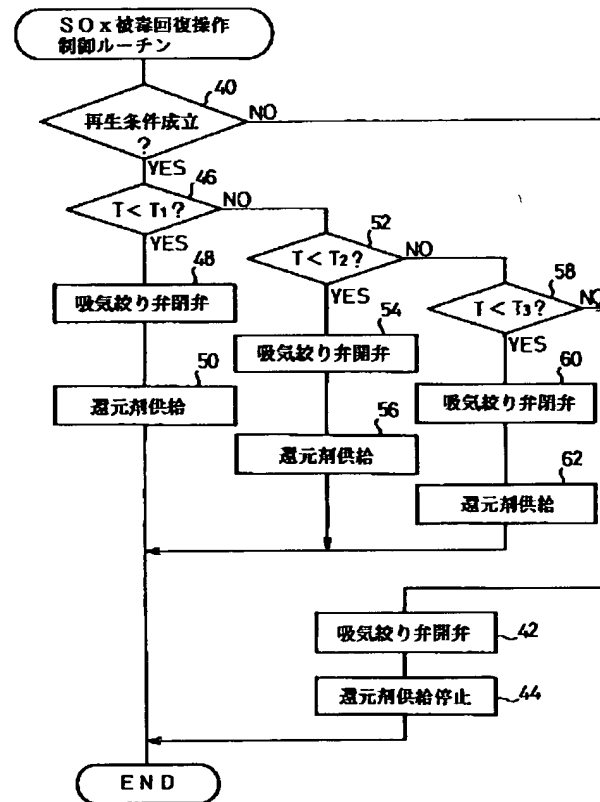 SOx被毒回復操作
制御ルーチン
40
再生条件成立
?
NO
YES
46
T<T1?
NO
YES
52
T<T2?
NO
YES
58
T<T3?
NO
YES
48
吸気絞り弁閉弁
54
吸気絞り弁開弁
60
吸気絞り弁閉弁
50
還元剤供給
56
還元剤供給
62
還元剤供給
吸気絞り弁開弁
42
還元剤供給停止
44
END